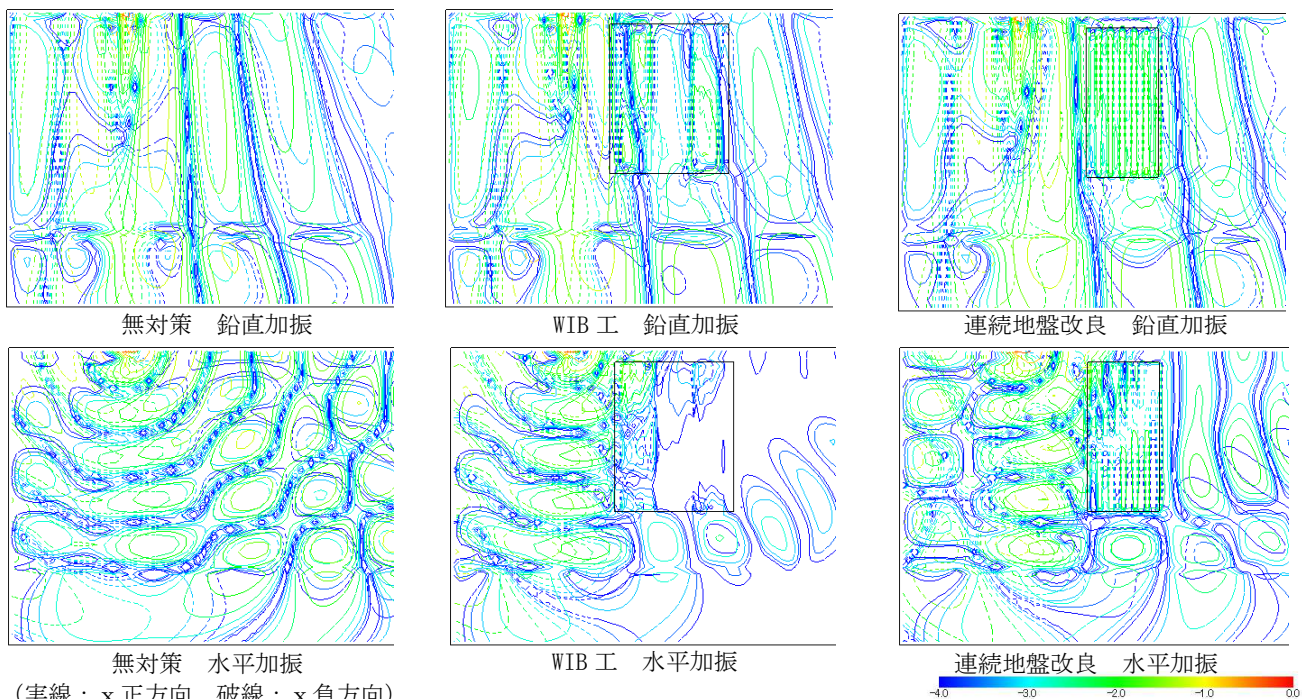 無対策 鉛直加振
WIB 工 鉛直加振
連続地盤改良 鉛直加振
無対策 水平加振
WIB 工 水平加振
連続地盤改良 水平加振
(実線：x 正方向 破線：x 負方向)
-4.0 -3.0 -2.0 -1.0 0.0